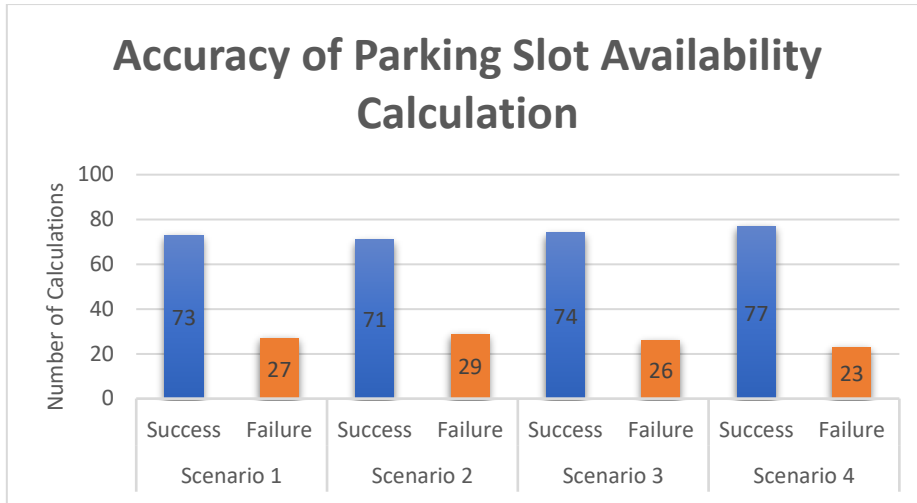 Accuracy of Parking Slot Availability
Calculation
Number of Calculations
100
80
60
40
20
0
73
27
71
29
74
26
77
23
Success Failure Success Failure Success Failure Success Failure
Scenario 1 Scenario 2 Scenario 3 Scenario 4